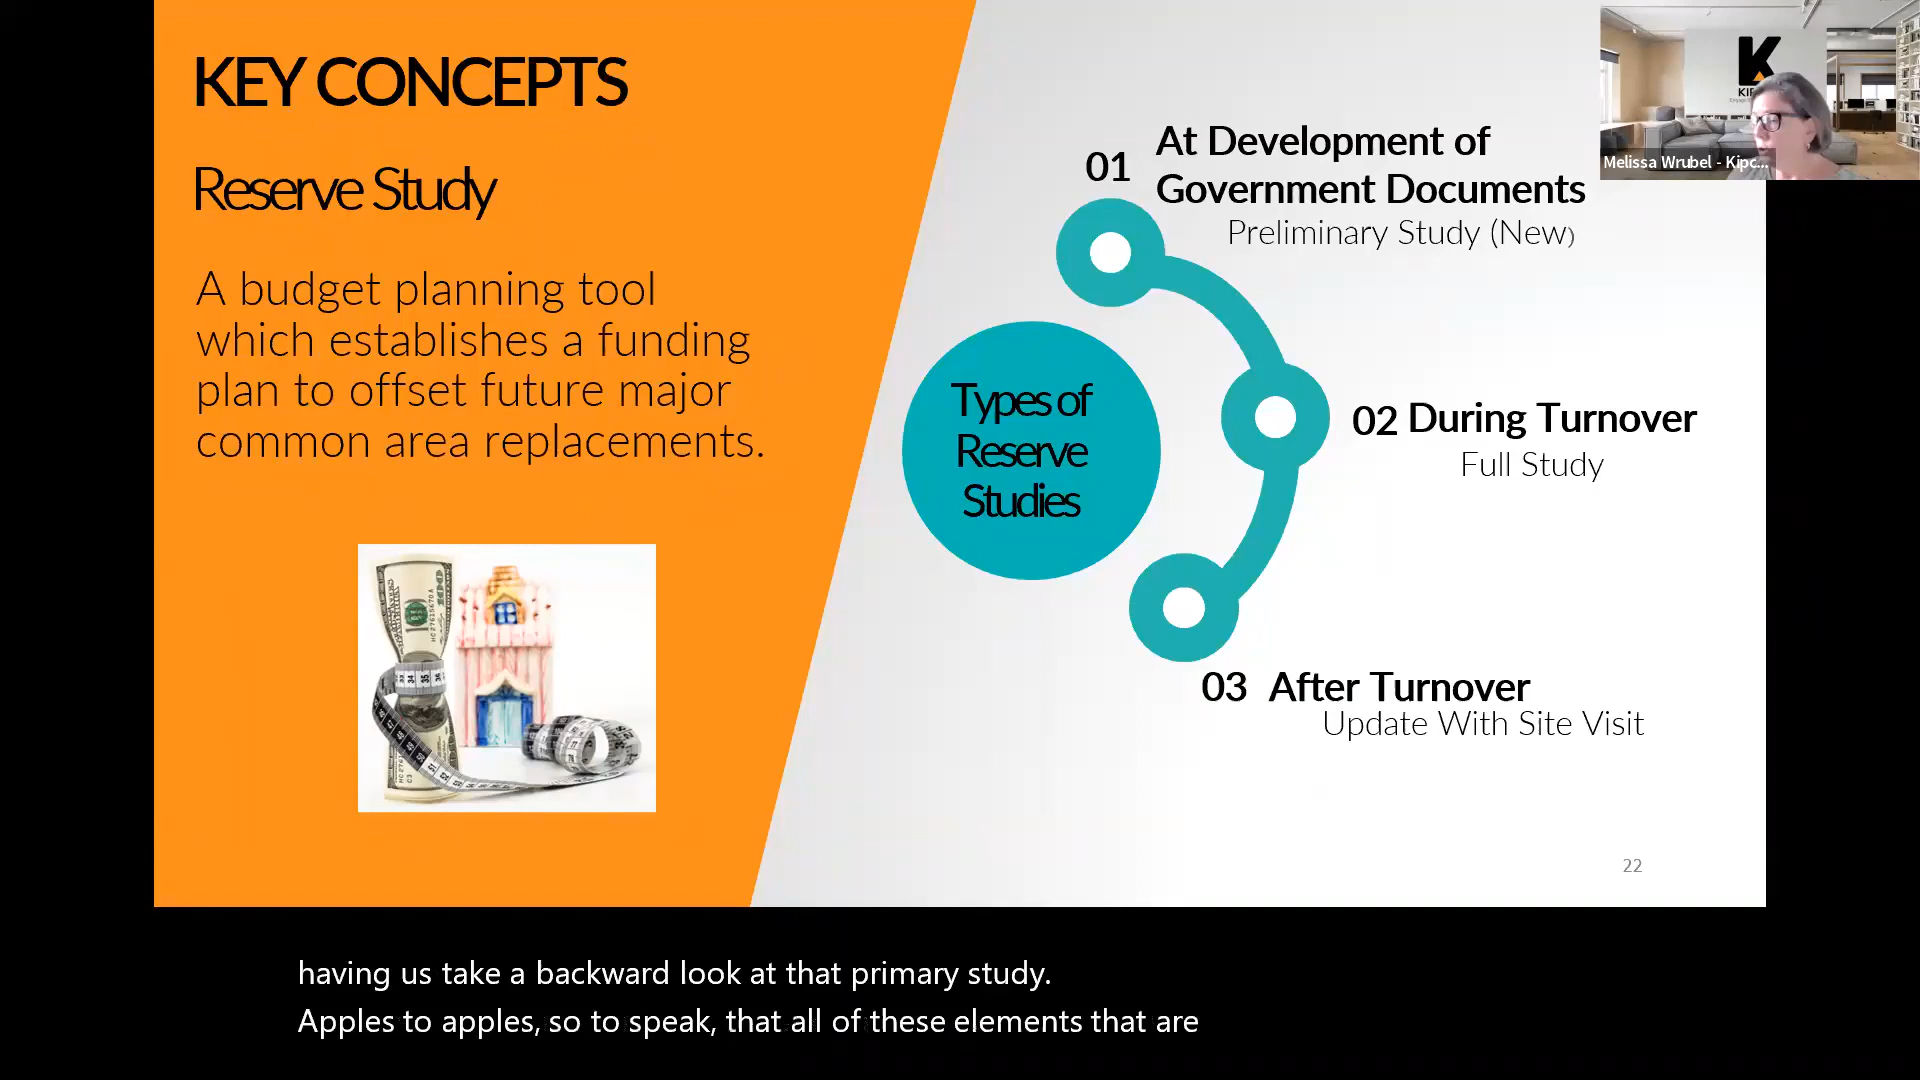 KEY CONCEPTS
Reserve Study
A budget planning tool
which establishes a funding
plan to offset future major
common area replacements.
Types of
Reserve
Studies
01 At Development of
Government Documents
Preliminary Study (New)
02 During Turnover
Full Study
03 After Turnover
Update With Site Visit
22
K
Melissa Wrubel - Kipc...
having us take a backward look at that primary study.
Apples to apples, so to speak, that all of these elements that are